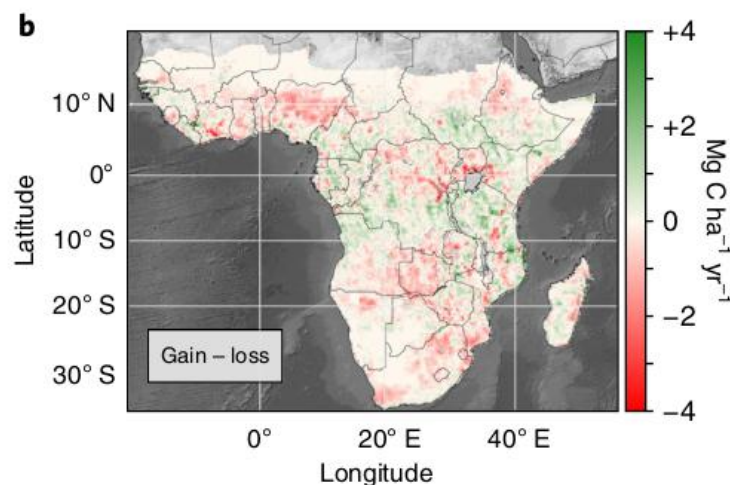 b
10° N
0°
10° S
20° S
30° S
Latitude
Gain – loss
0°
20° E
40° E
Longitude
+4
+2
0
−2
−4
Mg C ha⁻¹ yr⁻¹